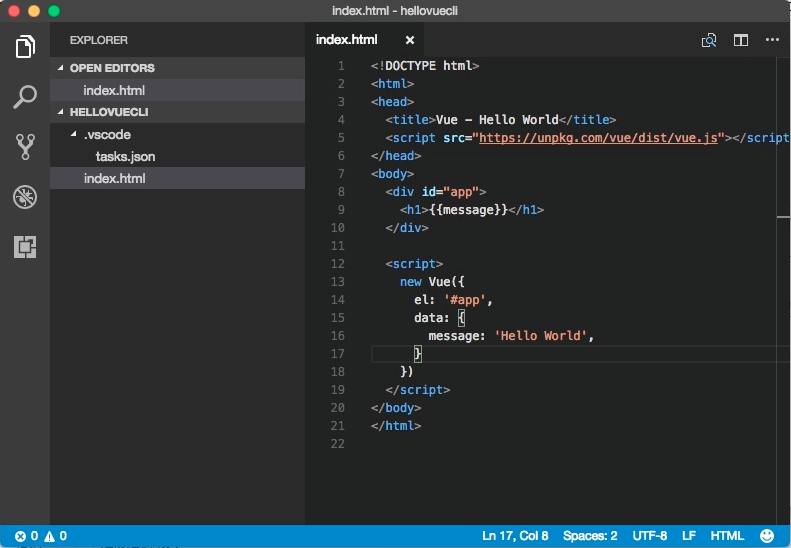 index.html - hellovuecli
EXPLORER
OPEN EDITORS
index.html
HELLOVUECLI
.vscode
tasks.json
index.html
index.html
1 <!DOCTYPE html>
2 <html>
3 <head>
4 <title>Vue - Hello World</title>
5 <script src="https://unpkg.com/vue/dist/vue.js"></script
6 </head>
7 <body>
8 <div id="app">
9 <h1>{{message}}</h1>
10 </div>
11
12 <script>
13 new Vue({
14 el: '#app',
15 data: {
16 message: 'Hello World',
17 }
18 })
19 </script>
20 </body>
21 </html>
22
0 0
Ln 17, Col 8 Spaces: 2 UTF-8 LF HTML